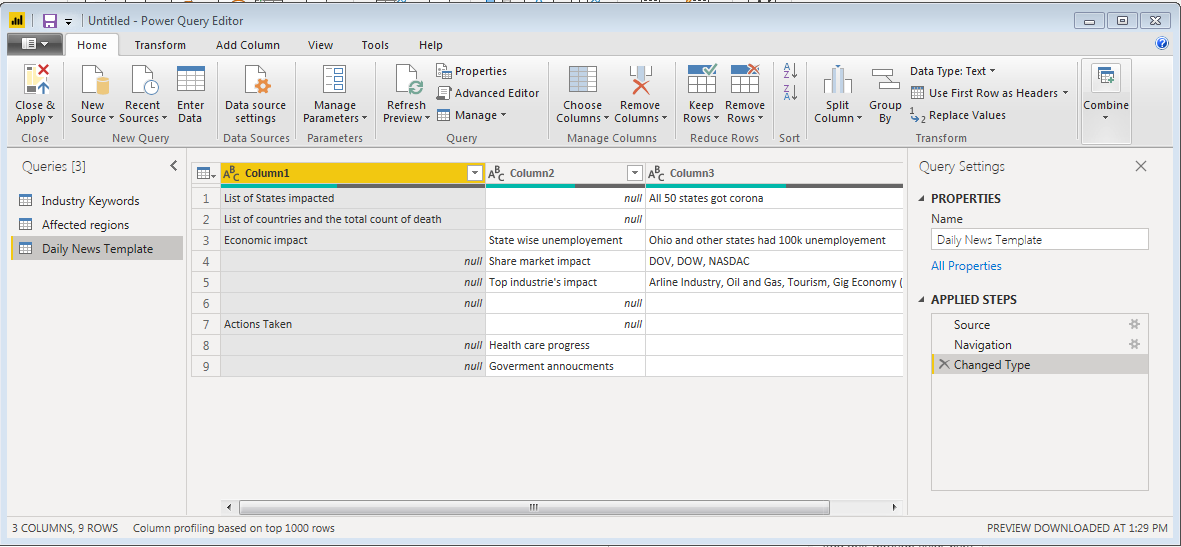 Untitled - Power Query Editor
Home Transform Add Column View Tools Help
Close & Apply New Source Recent Sources Enter Data Data source settings Manage Parameters Refresh Preview Properties Advanced Editor Manage Choose Columns Remove Columns Keep Rows Remove Rows Split Column Group By Data Type: Text Use First Row as Headers Replace Values Combine
Close New Query Data Sources Parameters Query Manage Columns Reduce Rows Sort Transform
Queries [3]
Industry Keywords
Affected regions
Daily News Template
Column1 Column2 Column3
1 List of States impacted null All 50 states got corona
2 List of countries and the total count of death null
3 Economic impact State wise unemployement Ohio and other states had 100k unemployement
4 null Share market impact DOV, DOW, NASDAC
5 null Top industrie's impact Arline Industry, Oil and Gas, Tourism, Gig Economy (
6 null null
7 Actions Taken null
8 null Health care progress
9 null Goverment annoucments
Query Settings
PROPERTIES
Name
Daily News Template
All Properties
APPLIED STEPS
Source
Navigation
Changed Type
3 COLUMNS, 9 ROWS Column profiling based on top 1000 rows PREVIEW DOWNLOADED AT 1:29 PM